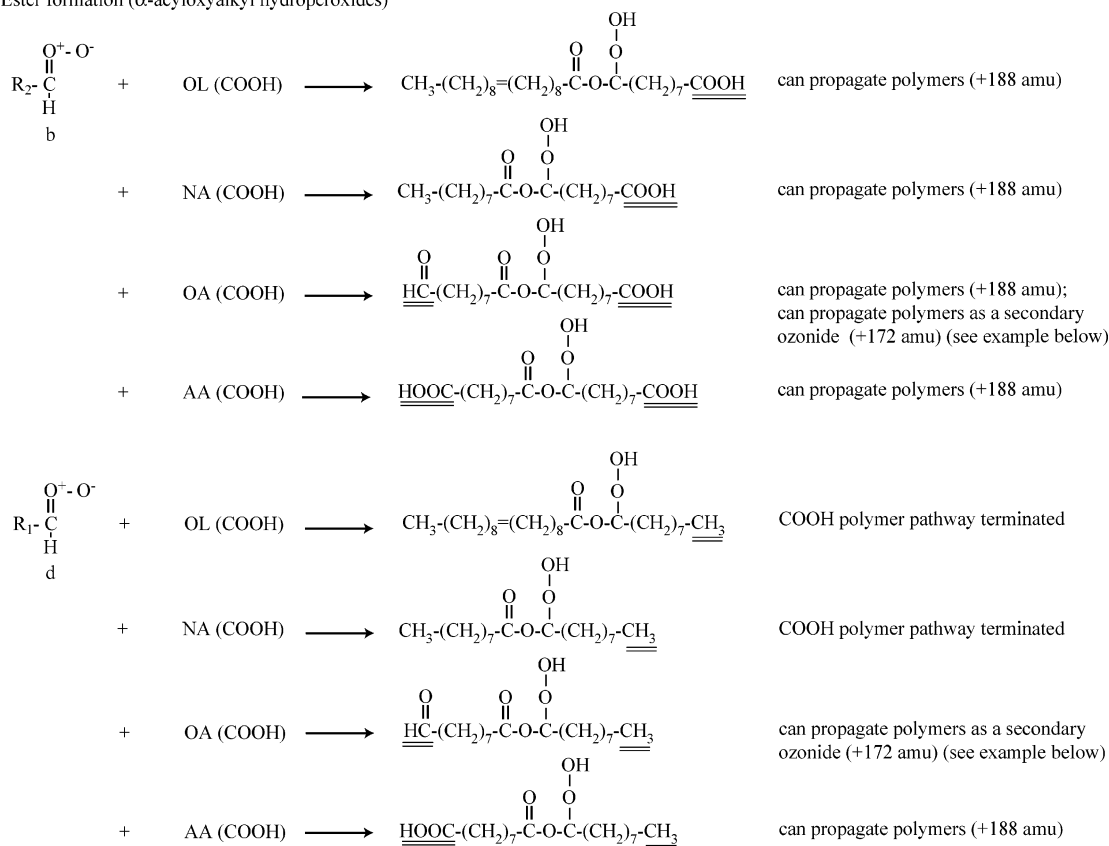 Ester formation (α-acyloxyalkyl hydroperoxides)
R2-C(H)=O+-O- b + OL (COOH) → CH3-(CH2)8=(CH2)8-C(=O)-O-C(-O-OH)-(CH2)7-COOH can propagate polymers (+188 amu)
+ NA (COOH) → CH3-(CH2)7-C(=O)-O-C(-O-OH)-(CH2)7-COOH can propagate polymers (+188 amu)
+ OA (COOH) → HC(=O)-(CH2)7-C(=O)-O-C(-O-OH)-(CH2)7-COOH can propagate polymers (+188 amu);
can propagate polymers as a secondary
ozonide (+172 amu) (see example below)
+ AA (COOH) → HOOC-(CH2)7-C(=O)-O-C(-O-OH)-(CH2)7-COOH can propagate polymers (+188 amu)
R1-C(H)=O+-O- d + OL (COOH) → CH3-(CH2)8=(CH2)8-C(=O)-O-C(-O-OH)-(CH2)7-CH3 COOH polymer pathway terminated
+ NA (COOH) → CH3-(CH2)7-C(=O)-O-C(-O-OH)-(CH2)7-CH3 COOH polymer pathway terminated
+ OA (COOH) → HC(=O)-(CH2)7-C(=O)-O-C(-O-OH)-(CH2)7-CH3 can propagate polymers as a secondary
ozonide (+172 amu) (see example below)
+ AA (COOH) → HOOC-(CH2)7-C(=O)-O-C(-O-OH)-(CH2)7-CH3 can propagate polymers (+188 amu)